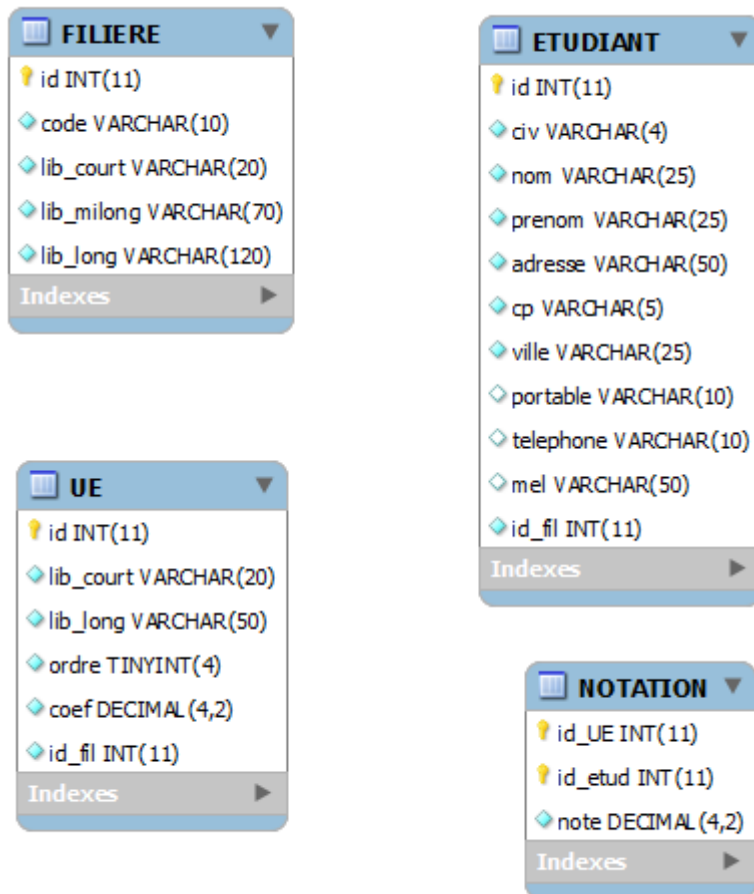 FILIERE
id INT(11)
code VARCHAR(10)
lib_court VARCHAR(20)
lib_milong VARCHAR(70)
lib_long VARCHAR(120)
Indexes
ETUDIANT
id INT(11)
civ VARCHAR(4)
nom VARCHAR(25)
prenom VARCHAR(25)
adresse VARCHAR(50)
cp VARCHAR(5)
ville VARCHAR(25)
portable VARCHAR(10)
telephone VARCHAR(10)
mel VARCHAR(50)
id_fil INT(11)
Indexes
UE
id INT(11)
lib_court VARCHAR(20)
lib_long VARCHAR(50)
ordre TINYINT(4)
coef DECIMAL(4,2)
id_fil INT(11)
Indexes
NOTATION
id_UE INT(11)
id_etud INT(11)
note DECIMAL(4,2)
Indexes